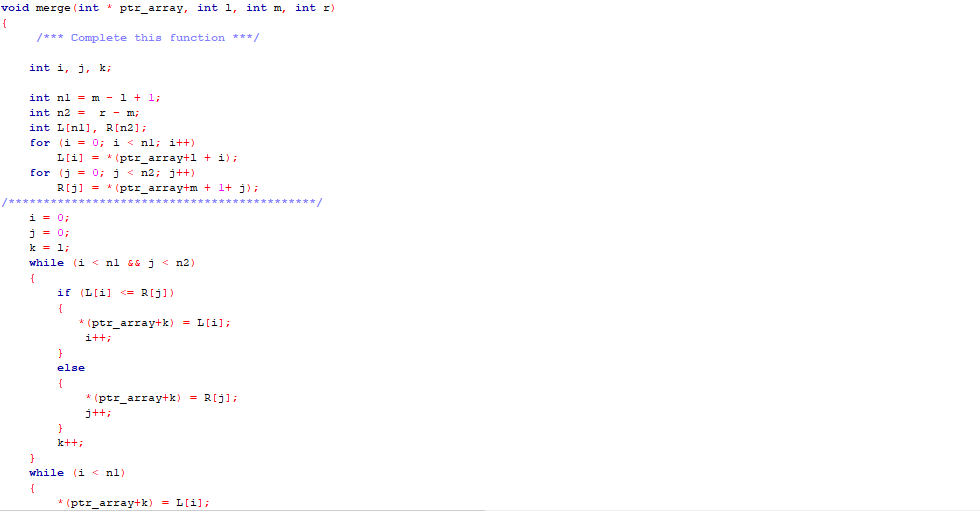 void merge(int * ptr_array, int l, int m, int r)
{
     /*** Complete this function ***/
    int i, j, k;
    int n1 = m - l + 1;
    int n2 =  r - m;
    int L[n1], R[n2];
    for (i = 0; i < n1; i++)
        L[i] = *(ptr_array+l + i);
    for (j = 0; j < n2; j++)
        R[j] = *(ptr_array+m + 1+ j);
/********************************************/
    i = 0;
    j = 0;
    k = l;
    while (i < n1 && j < n2)
    {
        if (L[i] <= R[j])
        {
           *(ptr_array+k) = L[i];
            i++;
        }
        else
        {
            *(ptr_array+k) = R[j];
            j++;
        }
        k++;
    }
    while (i < n1)
    {
        *(ptr_array+k) = L[i];